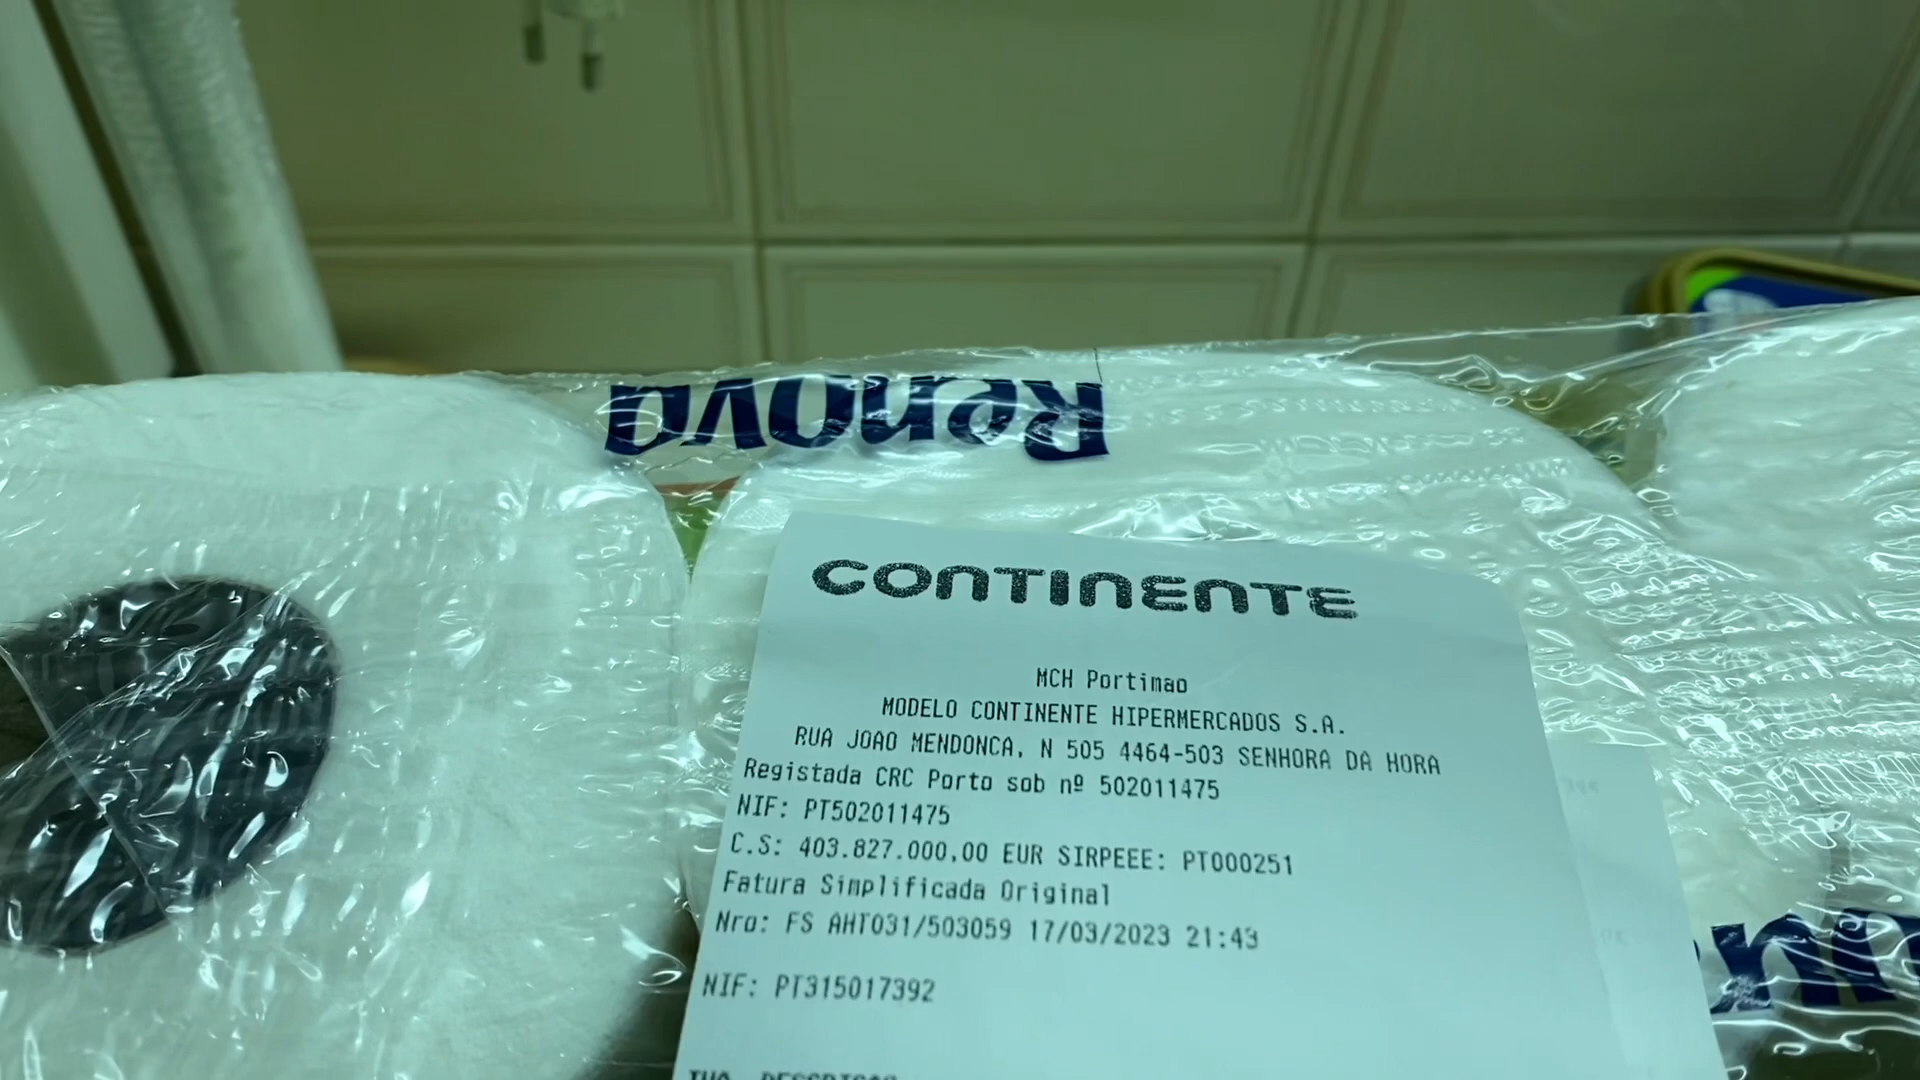 Renova
CONTINENTE
MCH Portimao
MODELO CONTINENTE HIPERMERCADOS S.A.
RUA JOAO MENDONCA, N 505 4464-503 SENHORA DA HORA
Registada CRC Porto sob nº 502011475
NIF: PT502011475
C.S: 403.827.000,00 EUR SIRPEEE: PT000251
Fatura Simplificada Original
Nro: FS AHT031/503059 17/03/2023 21:43
NIF: PT315017392